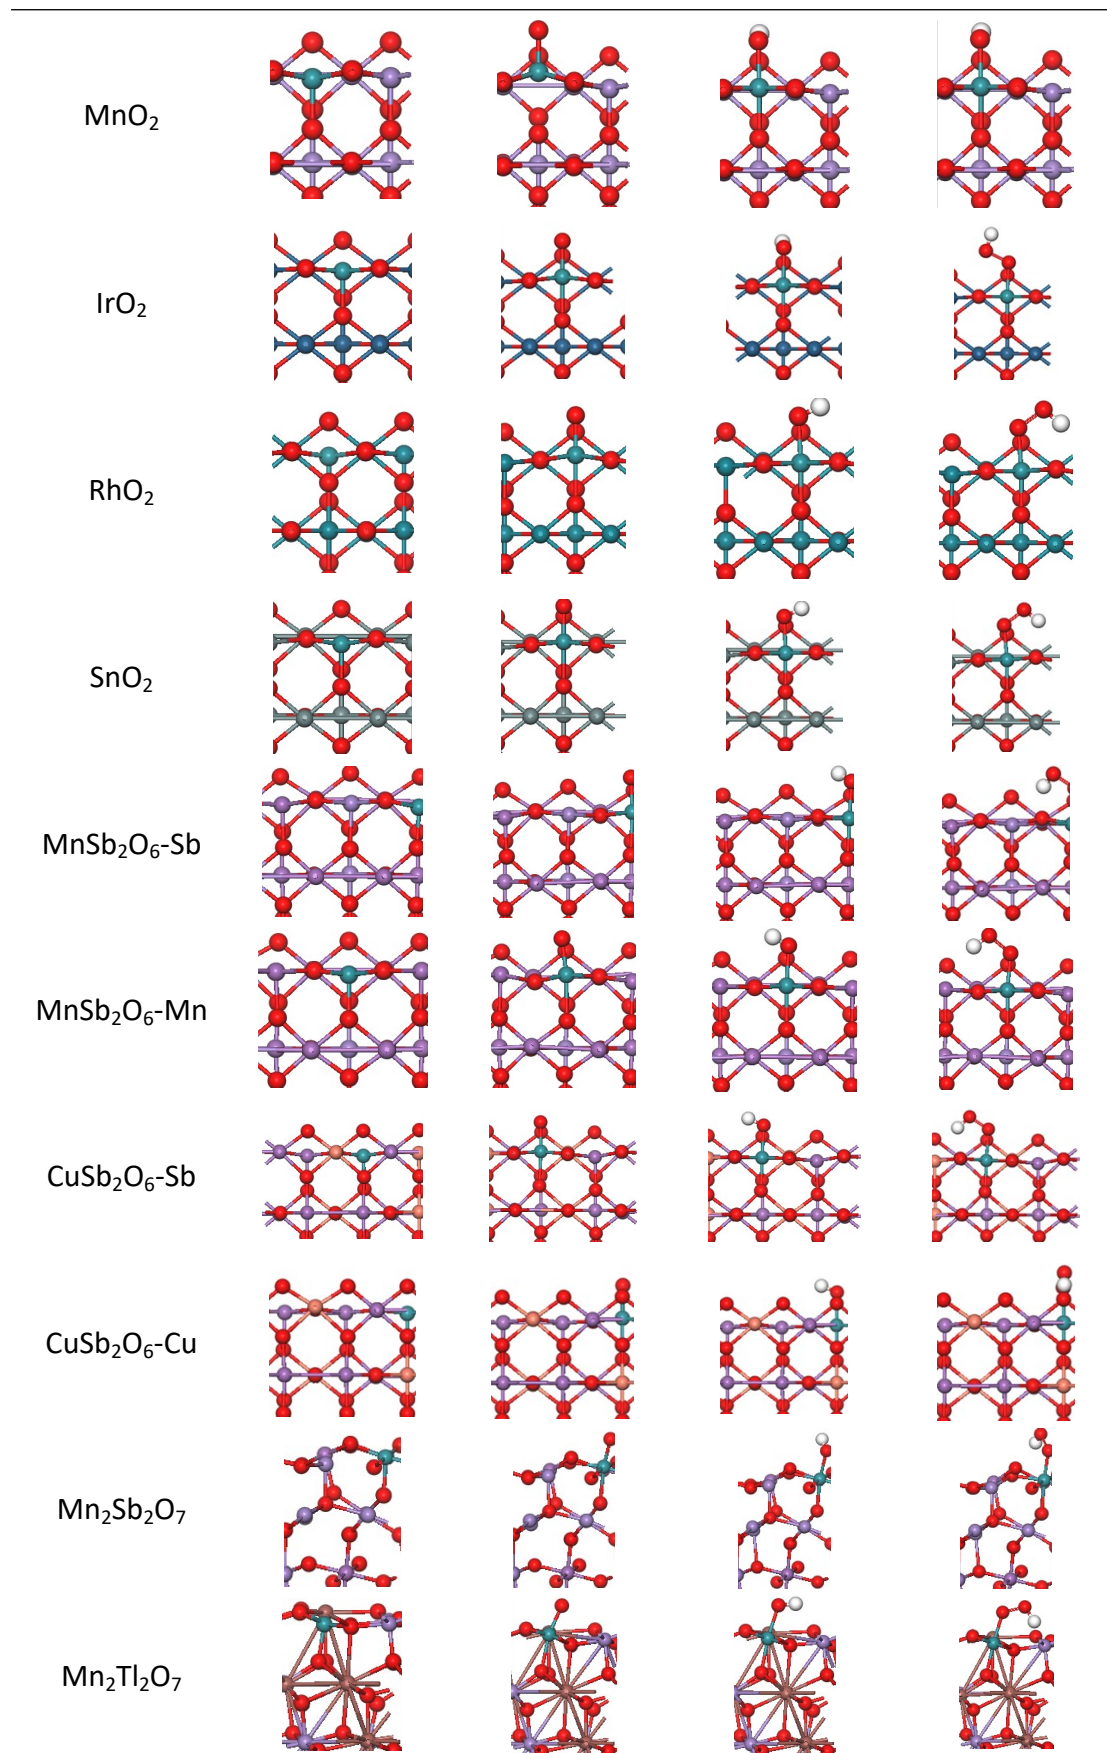 MnO₂
IrO₂
RhO₂
SnO₂
MnSb₂O₆-Sb
MnSb₂O₆-Mn
CuSb₂O₆-Sb
CuSb₂O₆-Cu
Mn₂Sb₂O₇
Mn₂Tl₂O₇